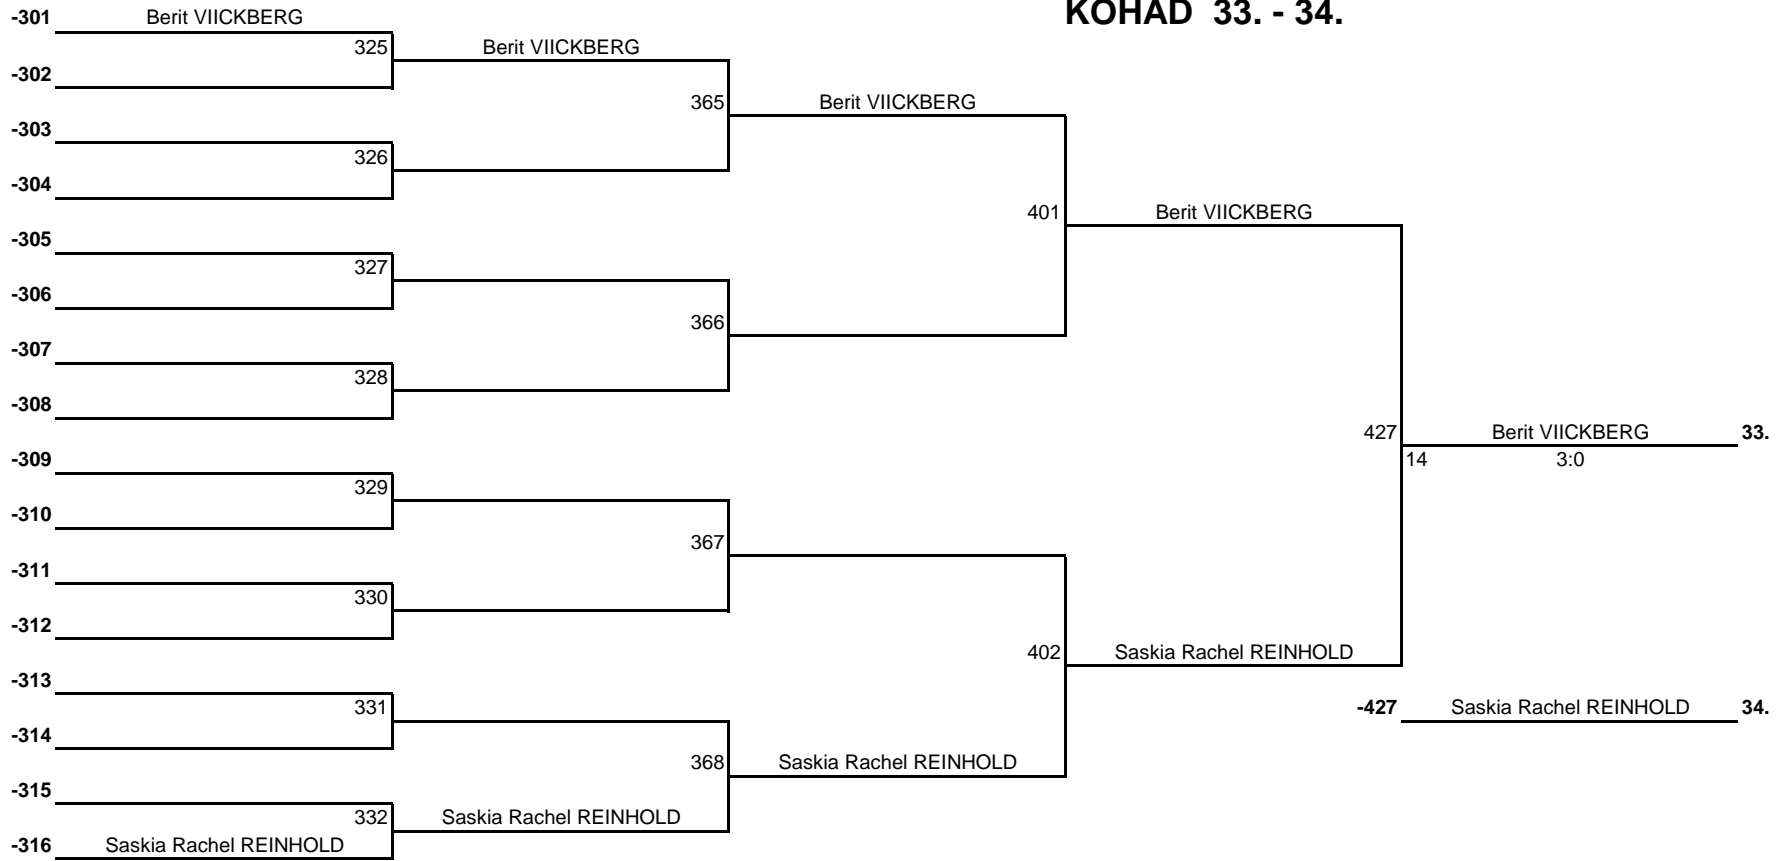 KOHAD 33. - 34.
-301 Berit VIICKBERG
325 Berit VIICKBERG
-302
365 Berit VIICKBERG
-303
326
-304
401 Berit VIICKBERG
-305
327
-306
366
-307
328
-308
427 Berit VIICKBERG 33.
-309
14 3:0
329
-310
367
-311
330
-312
402 Saskia Rachel REINHOLD
-313
331
-427 Saskia Rachel REINHOLD 34.
-314
368 Saskia Rachel REINHOLD
-315
332 Saskia Rachel REINHOLD
-316 Saskia Rachel REINHOLD